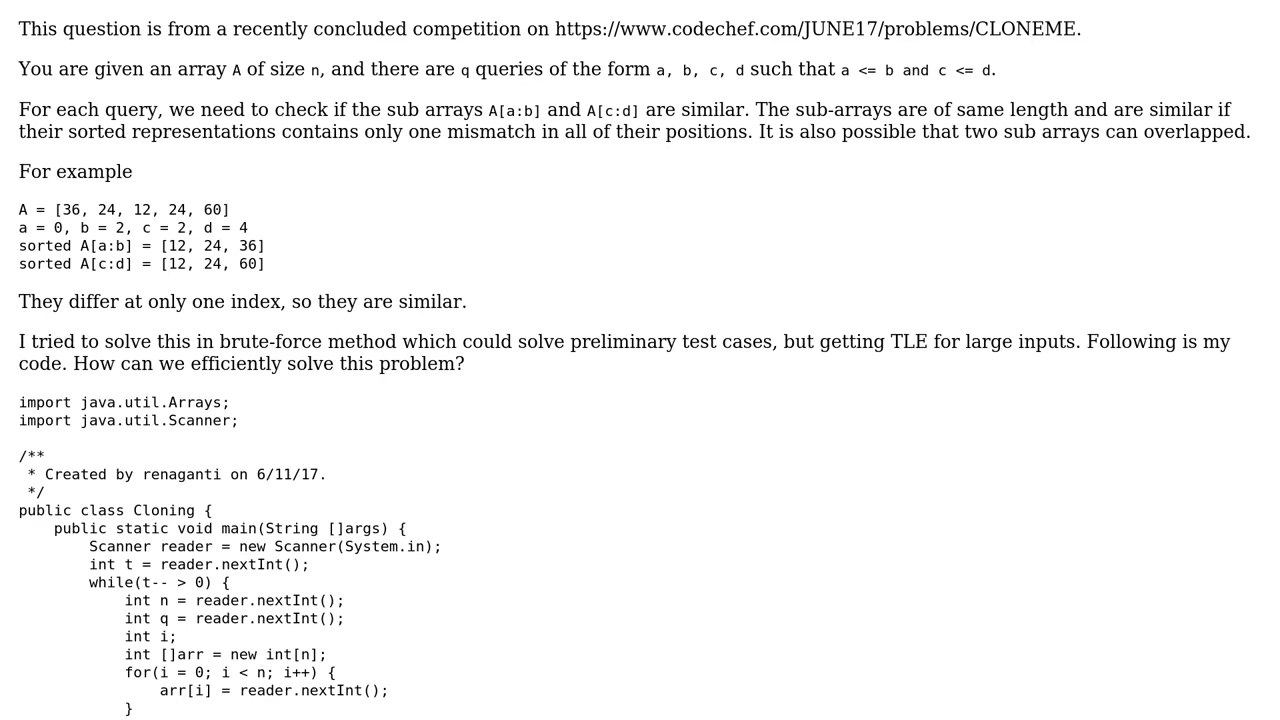 This question is from a recently concluded competition on https://www.codechef.com/JUNE17/problems/CLONEME.
You are given an array A of size n, and there are q queries of the form a, b, c, d such that a <= b and c <= d.
For each query, we need to check if the sub arrays A[a:b] and A[c:d] are similar. The sub-arrays are of same length and are similar if
their sorted representations contains only one mismatch in all of their positions. It is also possible that two sub arrays can overlapped.
For example
A = [36, 24, 12, 24, 60]
a = 0, b = 2, c = 2, d = 4
sorted A[a:b] = [12, 24, 36]
sorted A[c:d] = [12, 24, 60]
They differ at only one index, so they are similar.
I tried to solve this in brute-force method which could solve preliminary test cases, but getting TLE for large inputs. Following is my
code. How can we efficiently solve this problem?
import java.util.Arrays;
import java.util.Scanner;
/**
 * Created by renaganti on 6/11/17.
 */
public class Cloning {
    public static void main(String []args) {
        Scanner reader = new Scanner(System.in);
        int t = reader.nextInt();
        while(t-- > 0) {
            int n = reader.nextInt();
            int q = reader.nextInt();
            int i;
            int []arr = new int[n];
            for(i = 0; i < n; i++) {
                arr[i] = reader.nextInt();
            }